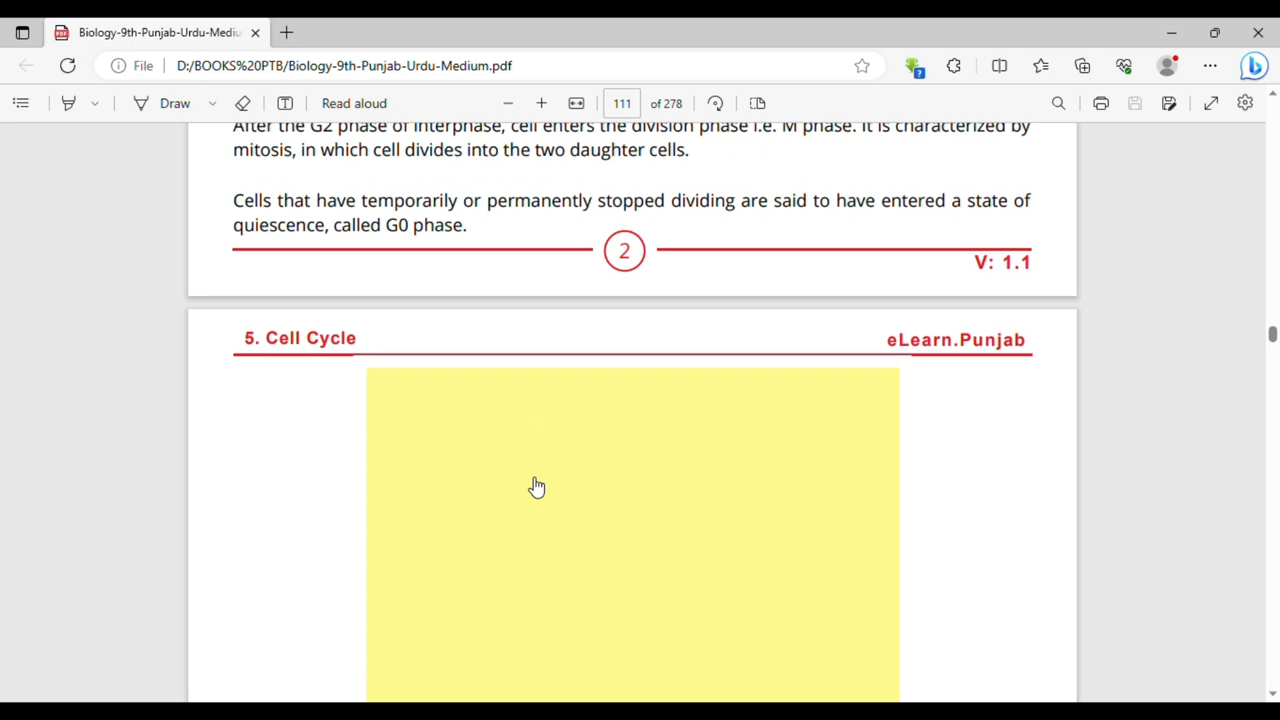 Biology-9th-Punjab-Urdu-Mediu
File
D:/BOOKS%20PTB/Biology-9th-Punjab-Urdu-Medium.pdf
Draw
Read aloud
111
of 278
After the G2 phase of interphase, cell enters the division phase i.e. M phase. It is characterized by
mitosis, in which cell divides into the two daughter cells.
Cells that have temporarily or permanently stopped dividing are said to have entered a state of
quiescence, called G0 phase.
2
V: 1.1
5. Cell Cycle
eLearn.Punjab